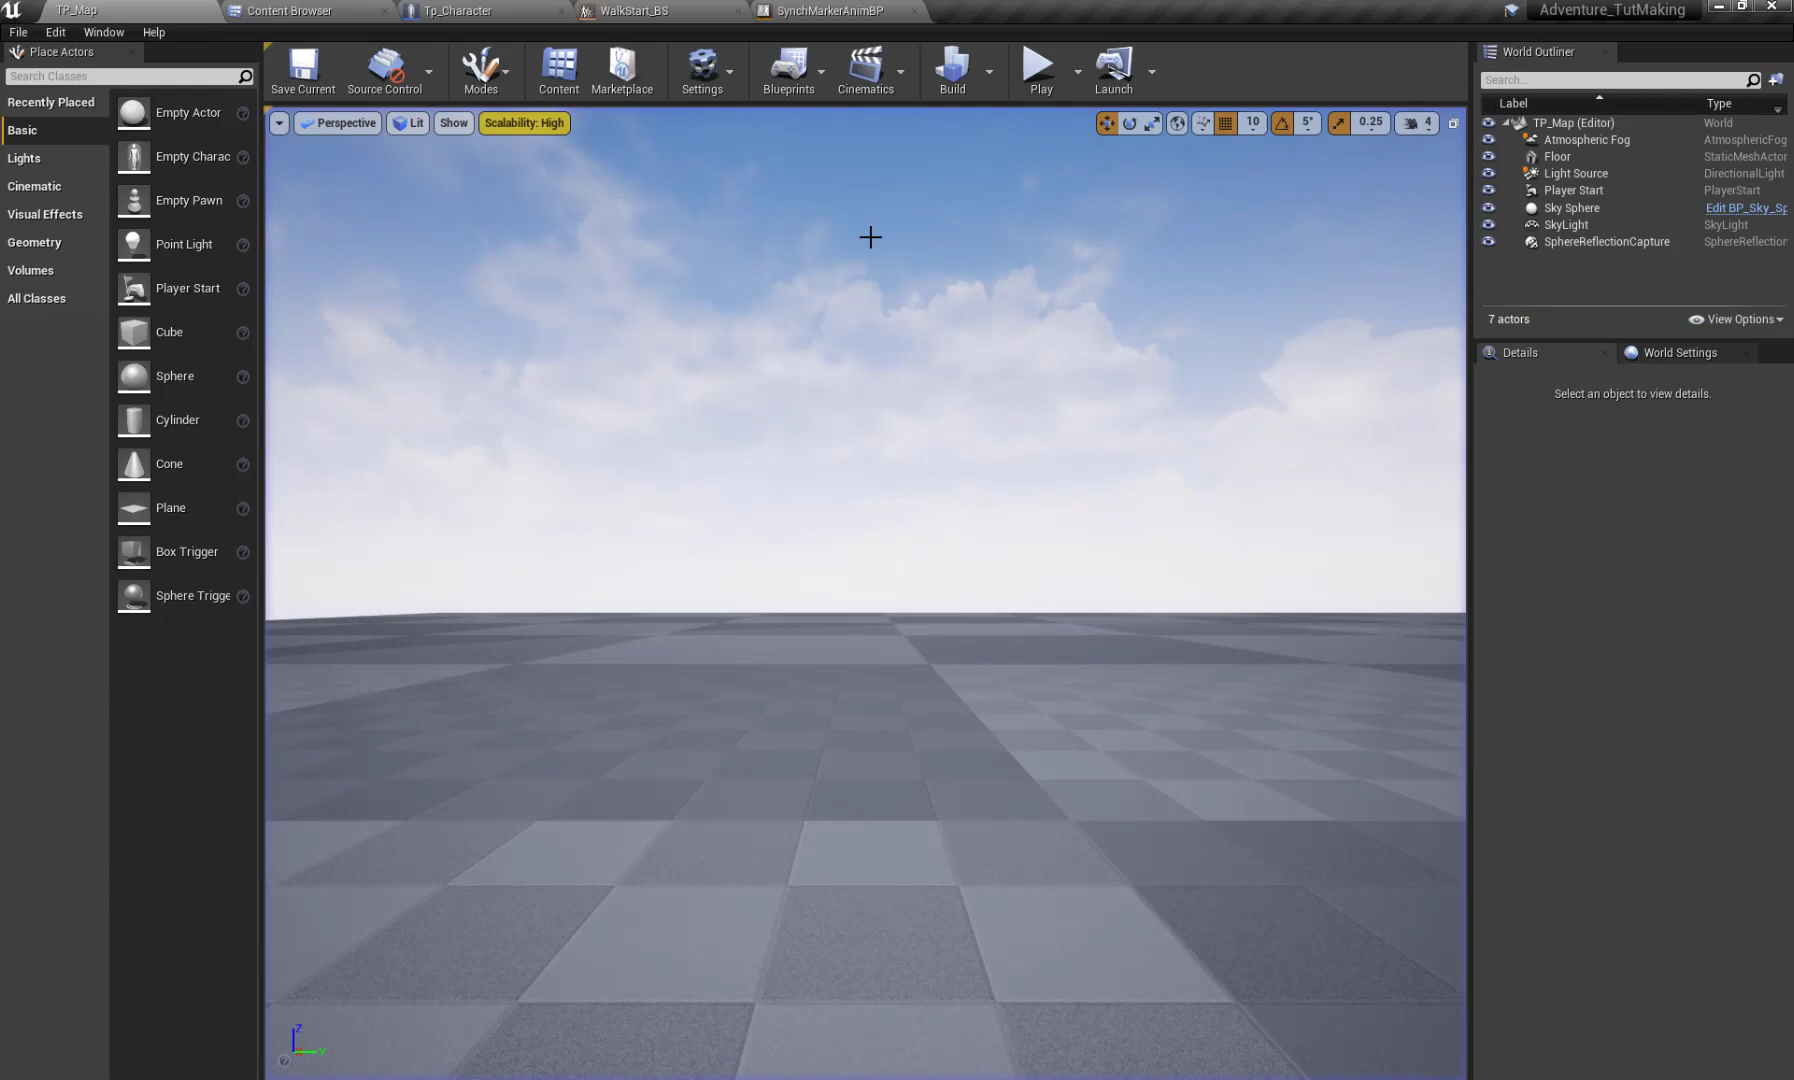 TP_Map
Content Browser
Tp_Character
WalkStart_BS
SynchMarkerAnimBP
Adventure_TutMaking
File
Edit
Window
Help
Place Actors
Search Classes
Recently Placed
Basic
Lights
Cinematic
Visual Effects
Geometry
Volumes
All Classes
Empty Actor
Empty Charac
Empty Pawn
Point Light
Player Start
Cube
Sphere
Cylinder
Cone
Plane
Box Trigger
Sphere Trigge
Save Current
Source Control
Modes
Content
Marketplace
Settings
Blueprints
Cinematics
Build
Play
Launch
Perspective
Lit
Show
Scalability: High
10
5°
0.25
4
Z
Y
World Outliner
Search...
Label
Type
TP_Map (Editor)
World
Atmospheric Fog
AtmosphericFog
Floor
StaticMeshActor
Light Source
DirectionalLight
Player Start
PlayerStart
Sky Sphere
Edit BP_Sky_Sp
SkyLight
SkyLight
SphereReflectionCapture
SphereReflection
7 actors
View Options
Details
World Settings
Select an object to view details.